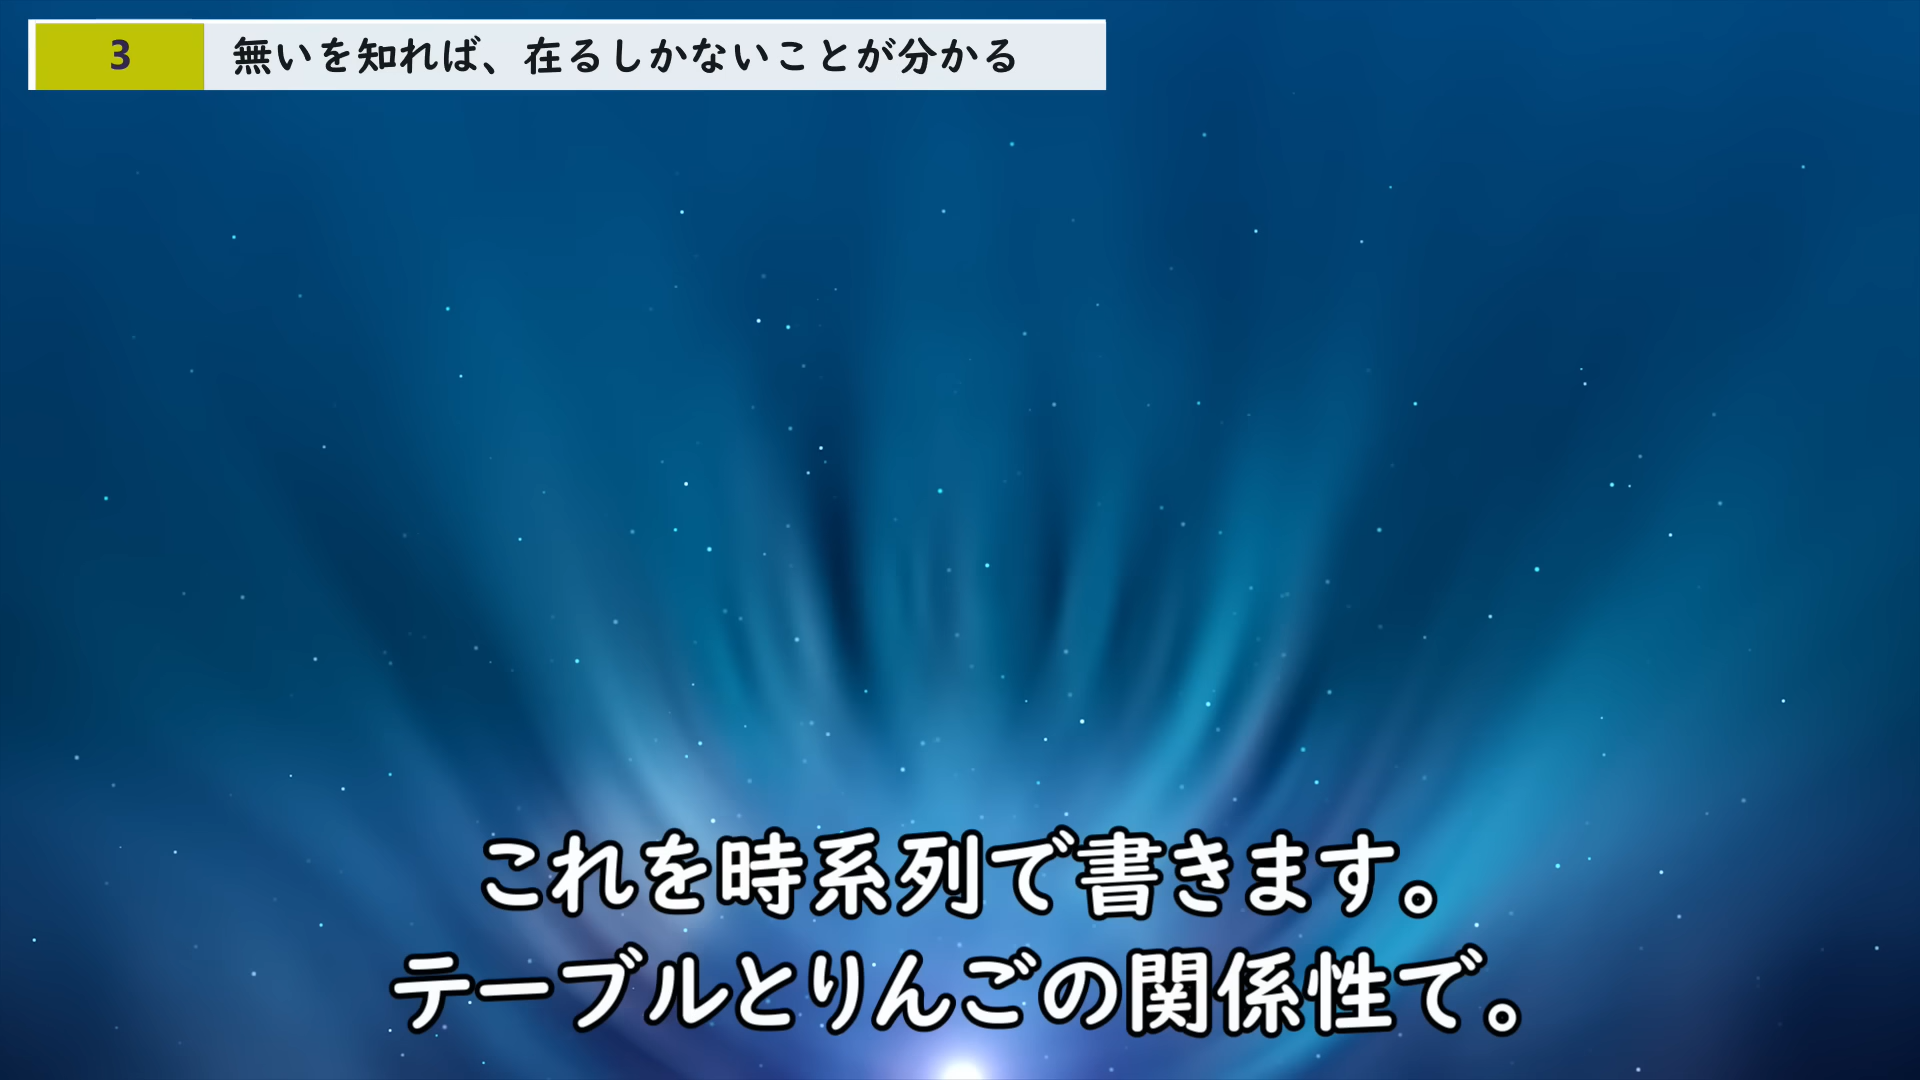 3
無いを知れば、在るしかないことが分かる
これを時系列で書きます。
テーブルとりんごの関係性で。